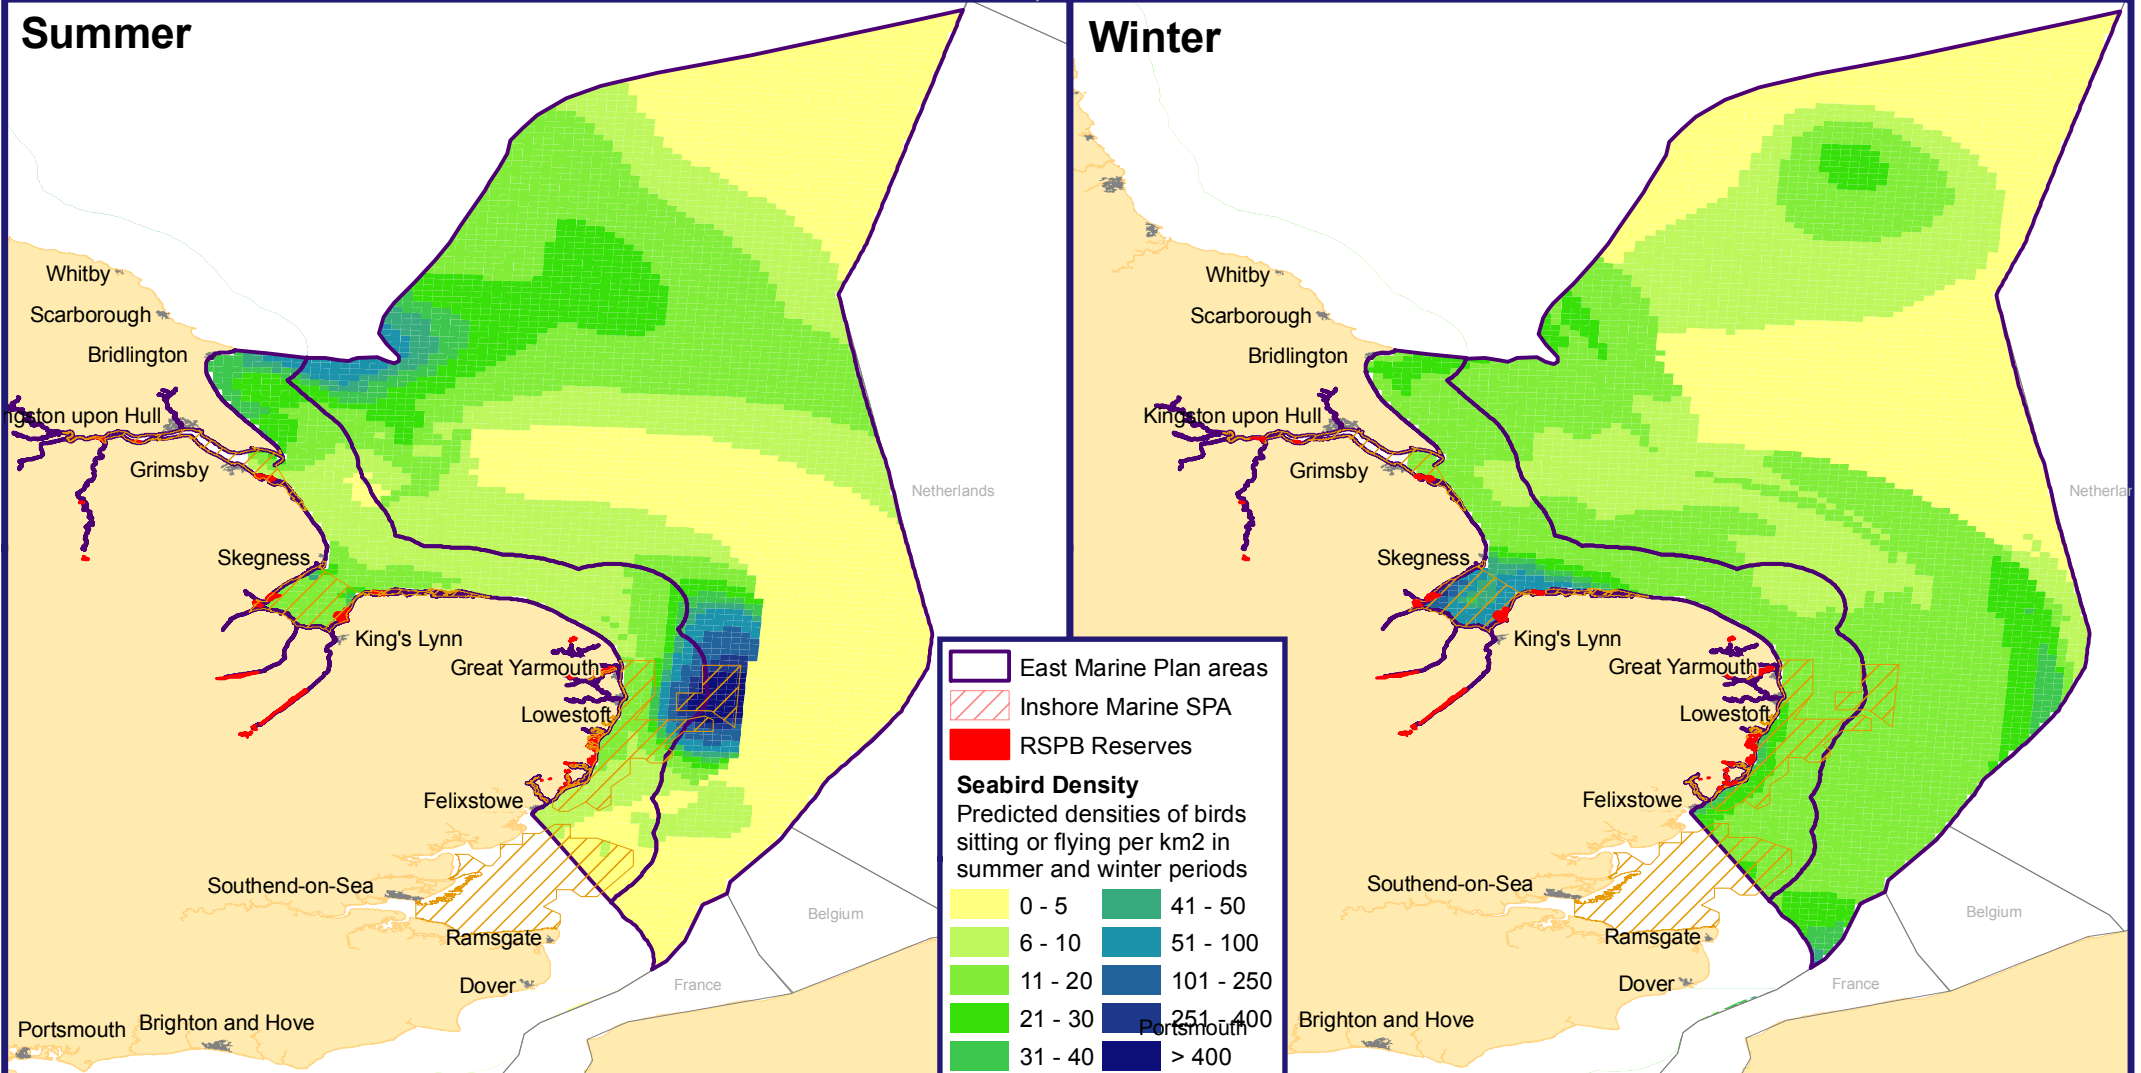 Summer
Whitby
Scarborough
Bridlington
ngston upon Hull
Grimsby
Skegness
King's Lynn
Great Yarmouth
Lowestoft
Felixstowe
Southend-on-Sea
Ramsgate
Dover
Portsmouth
Brighton and Hove
Netherlands
Belgium
France
Winter
Whitby
Scarborough
Bridlington
Kingston upon Hull
Grimsby
Skegness
King's Lynn
Great Yarmouth
Lowestoft
Felixstowe
Southend-on-Sea
Ramsgate
Dover
Portsmouth
Brighton and Hove
Netherlar
Belgium
France
East Marine Plan areas
Inshore Marine SPA
RSPB Reserves
Seabird Density
Predicted densities of birds
sitting or flying per km2 in
summer and winter periods
0 - 5
6 - 10
11 - 20
21 - 30
31 - 40
41 - 50
51 - 100
101 - 250
251 - 400
> 400